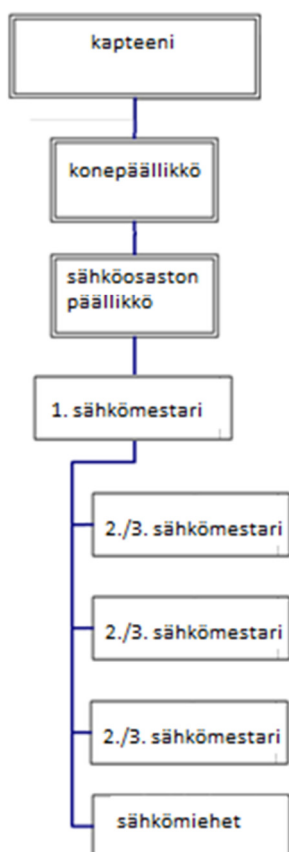 kapteeni
konepäällikkö
sähköosaston
päällikkö
1. sähkömestari
2./3. sähkömestari
2./3. sähkömestari
2./3. sähkömestari
sähkömiehet